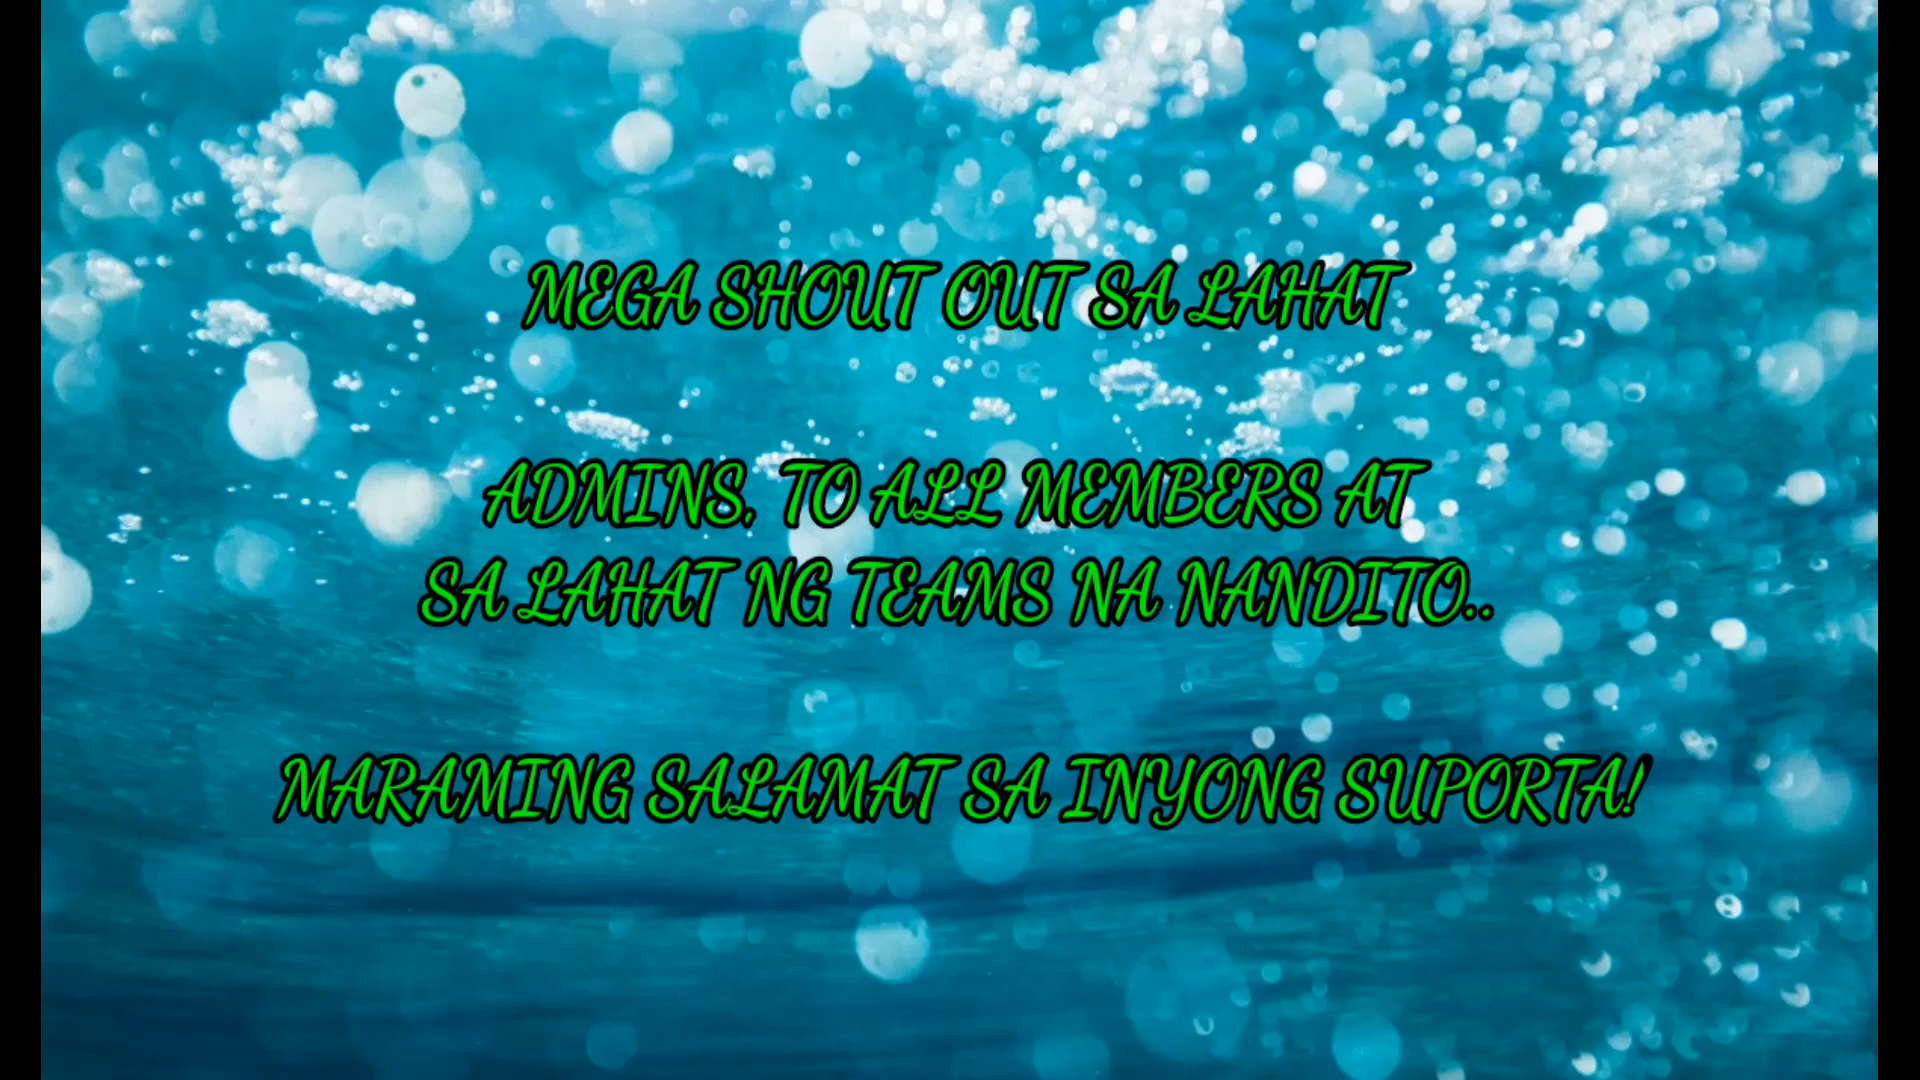 MEGA SHOUT OUT SA LAHAT
ADMINS, TO ALL MEMBERS AT
SA LAHAT NG TEAMS NA NANDITO..
MARAMING SALAMAT SA INYONG SUPORTA!